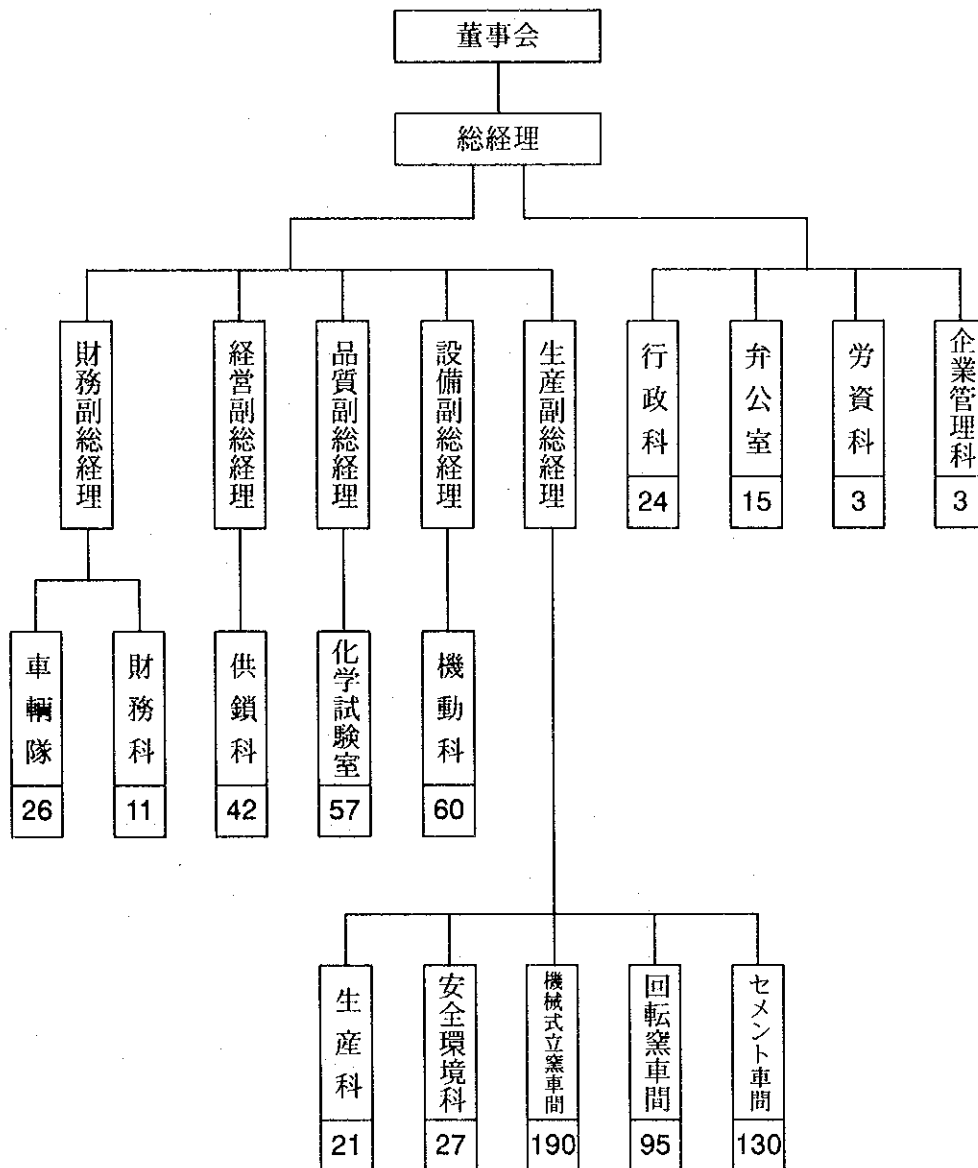 董事会
総経理
財務副総経理
経営副総経理
品質副総経理
設備副総経理
生産副総経理
行政科
24
弁公室
15
労資科
3
企業管理科
3
車輌隊
26
財務科
11
供鎖科
42
化学試験室
57
機動科
60
生産科
21
安全環境科
27
機械式立窯車間
190
回転窯車間
95
セメント車間
130